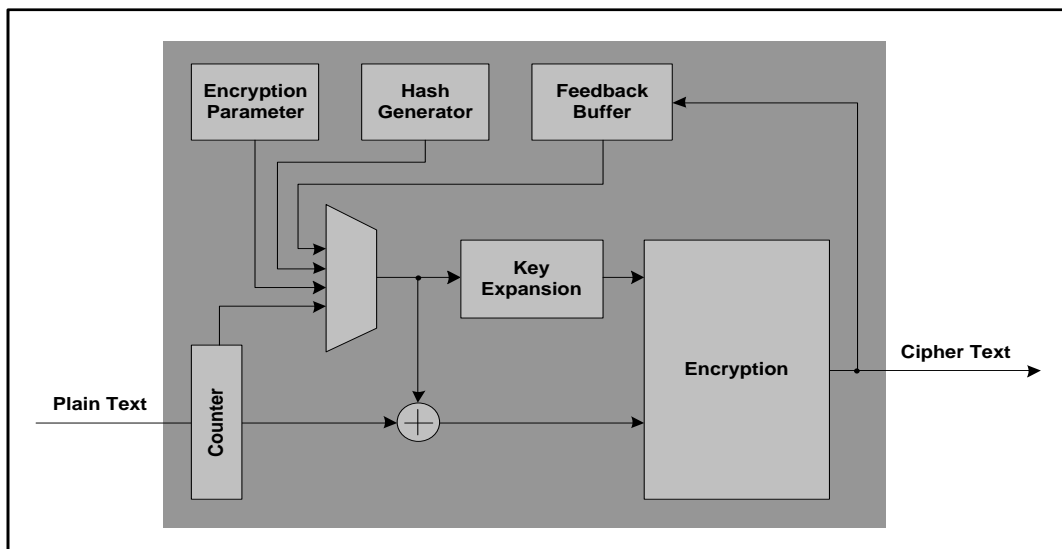 Encryption
Parameter
Hash
Generator
Feedback
Buffer
Key
Expansion
Encryption
Cipher Text
Plain Text
Counter